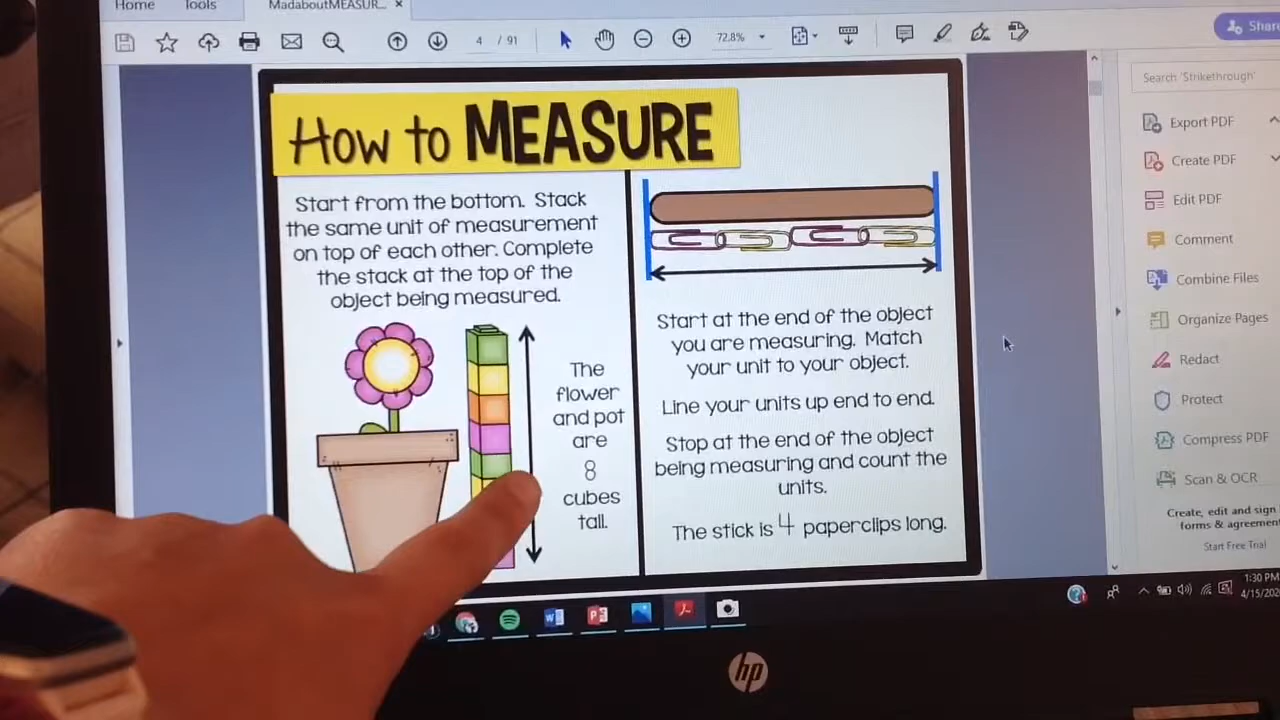 Home Tools MadaboutMEASUR... ×
4 / 91 72.8%
Share
Search 'Strikethrough'
Export PDF
Create PDF
Edit PDF
Comment
Combine Files
Organize Pages
Redact
Protect
Compress PDF
Scan & OCR
Create, edit and sign
forms & agreemen
Start Free Trial
How to MEASURE
Start from the bottom. Stack
the same unit of measurement
on top of each other. Complete
the stack at the top of the
object being measured.
The
flower
and pot
are
8
cubes
tall.
Start at the end of the object
you are measuring. Match
your unit to your object.
Line your units up end to end.
Stop at the end of the object
being measuring and count the
units.
The stick is 4 paperclips long.
1:30 PM
4/15/202
hp